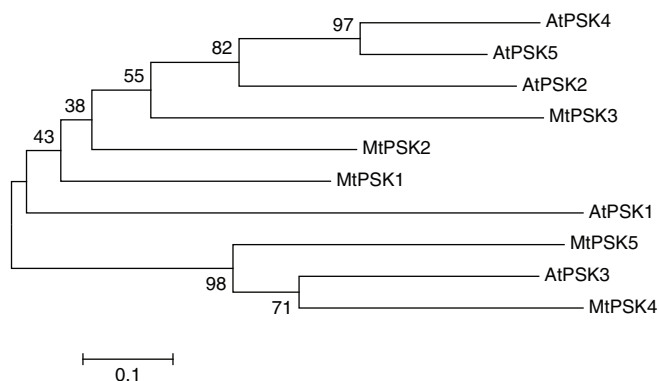 AtPSK4
97
AtPSK5
82
AtPSK2
55
MtPSK3
38
MtPSK2
43
MtPSK1
AtPSK1
MtPSK5
98
AtPSK3
71
MtPSK4
0.1